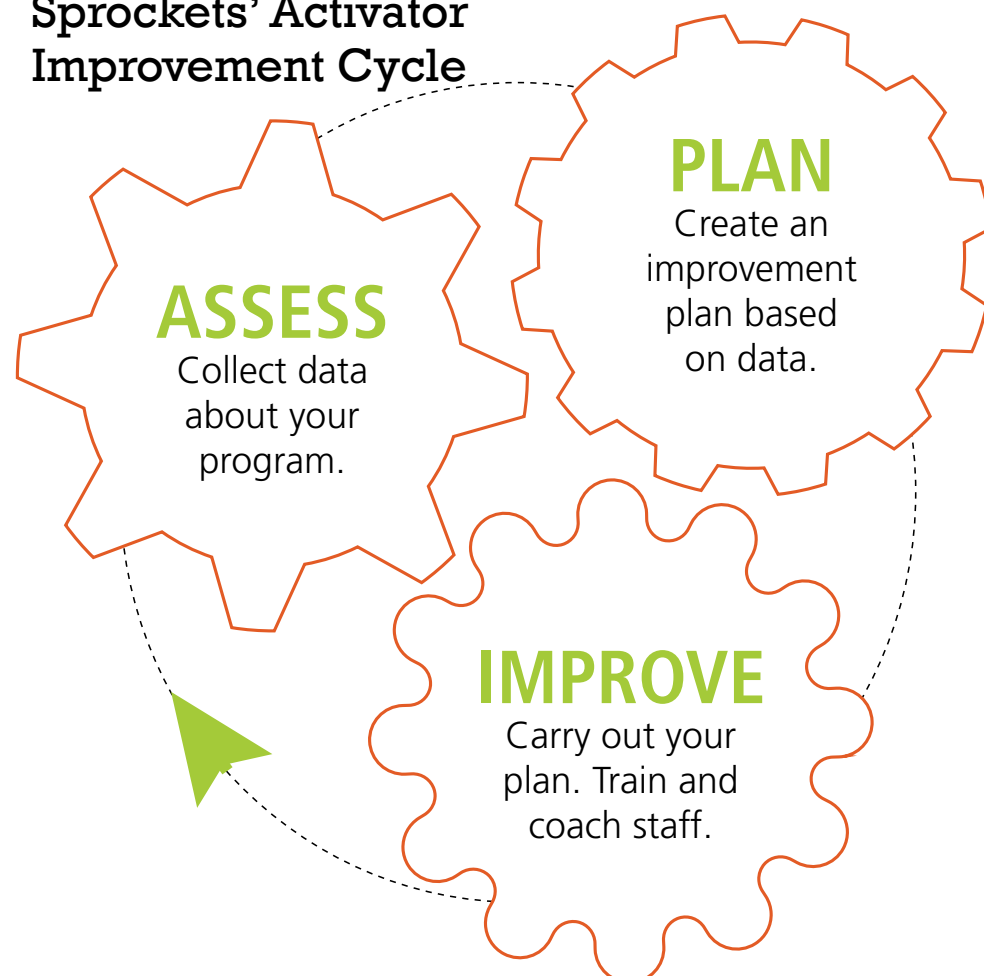 Sprockets’ Activator
Improvement Cycle
ASSESS
Collect data
about your
program.
PLAN
Create an
improvement
plan based
on data.
IMPROVE
Carry out your
plan. Train and
coach staff.